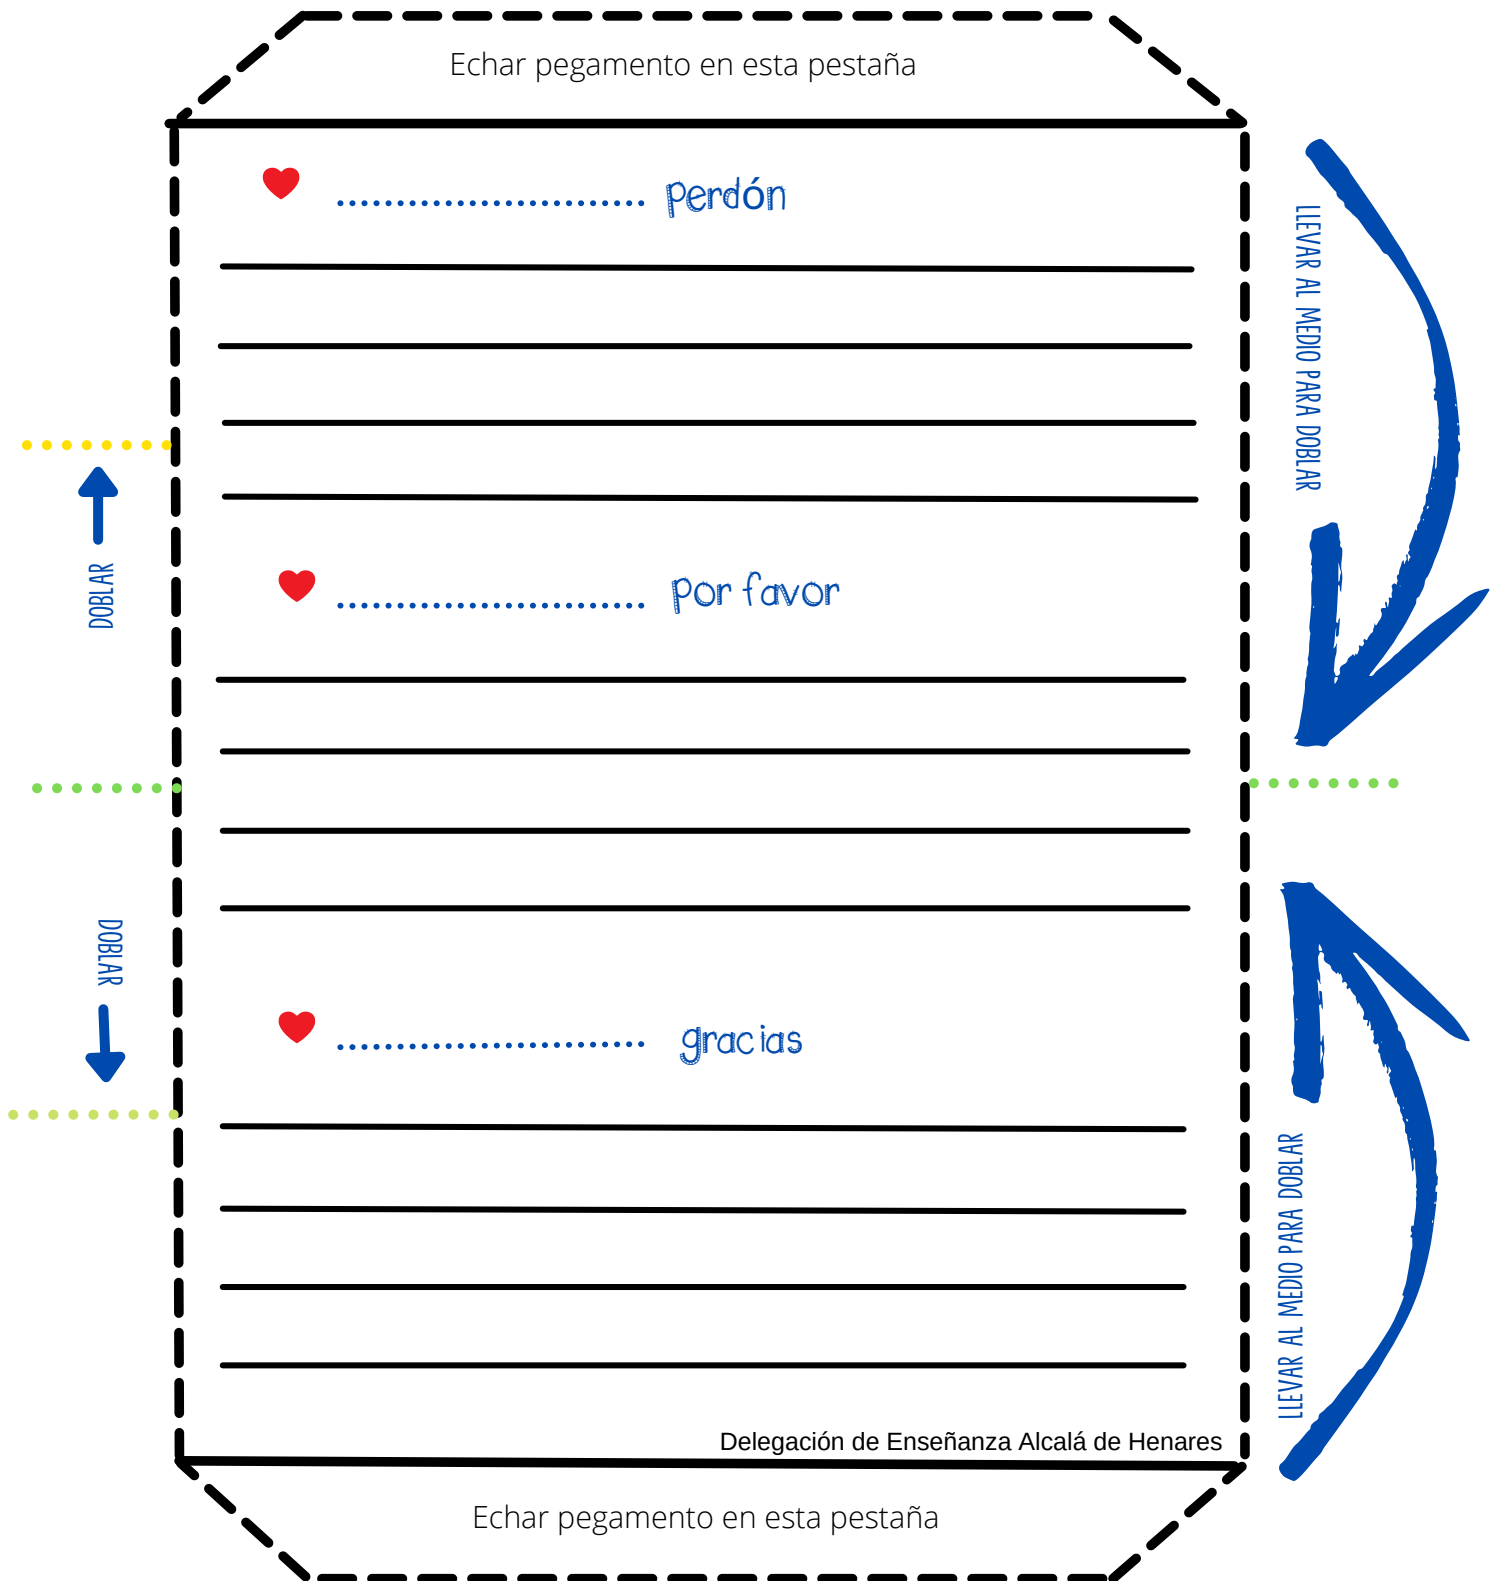 Echar pegamento en esta pestaña
perdón
LLEVAR AL MEDIO PARA DOBLAR
DOBLAR
por favor
DOBLAR
gracias
LLEVAR AL MEDIO PARA DOBLAR
Delegación de Enseñanza Alcalá de Henares
Echar pegamento en esta pestaña